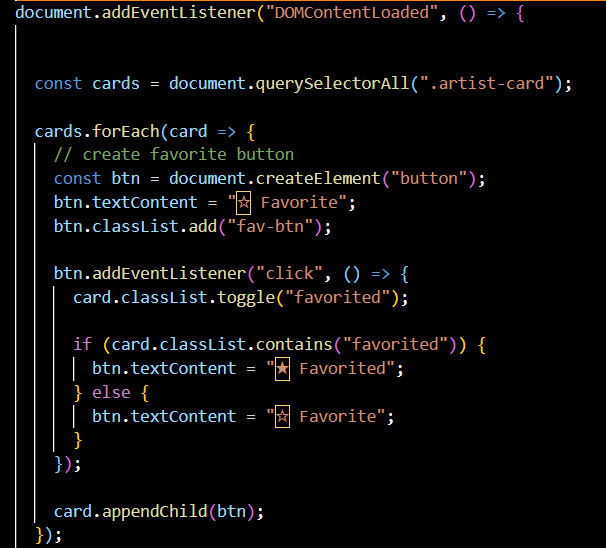 document.addEventListener("DOMContentLoaded", () => {
const cards = document.querySelectorAll(".artist-card");
cards.forEach(card => {
// create favorite button
const btn = document.createElement("button");
btn.textContent = "☆ Favorite";
btn.classList.add("fav-btn");
btn.addEventListener("click", () => {
card.classList.toggle("favorited");
if (card.classList.contains("favorited")) {
btn.textContent = "★ Favorited";
} else {
btn.textContent = "☆ Favorite";
}
});
card.appendChild(btn);
});